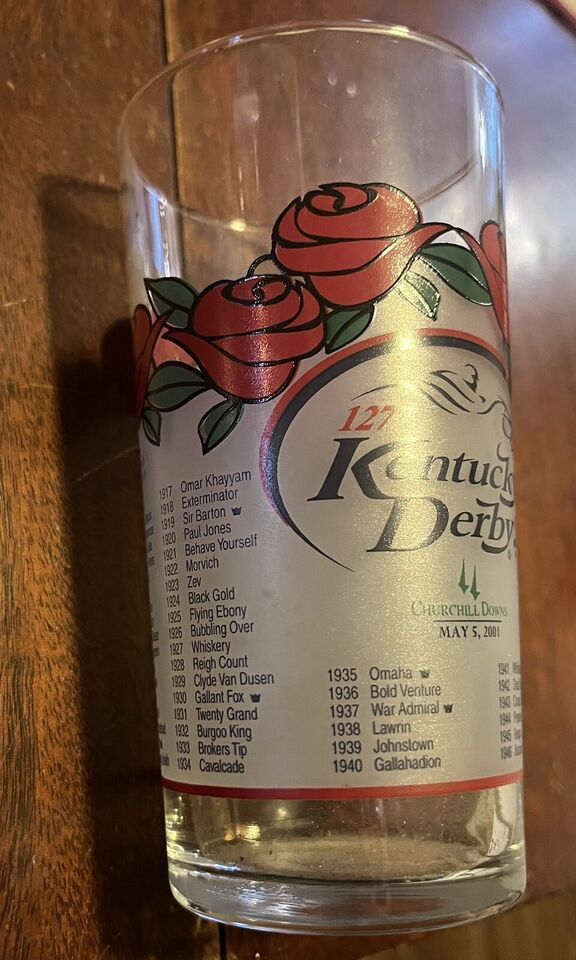 127
Kentuck
Derby
CHURCHILL DOWNS
MAY 5, 2001
1917 Omar Khayyam
1918 Exterminator
1919 Sir Barton
1920 Paul Jones
1921 Behave Yourself
1922 Morvich
1923 Zev
1924 Black Gold
1925 Flying Ebony
1926 Bubbling Over
1927 Whiskery
1928 Reigh Count
1929 Clyde Van Dusen
1930 Gallant Fox
1931 Twenty Grand
1932 Burgoo King
1933 Brokers Tip
1934 Cavalcade
1935 Omaha
1936 Bold Venture
1937 War Admiral
1938 Lawrin
1939 Johnstown
1940 Gallahadion
1941
1942
1943
1944
1945
1946